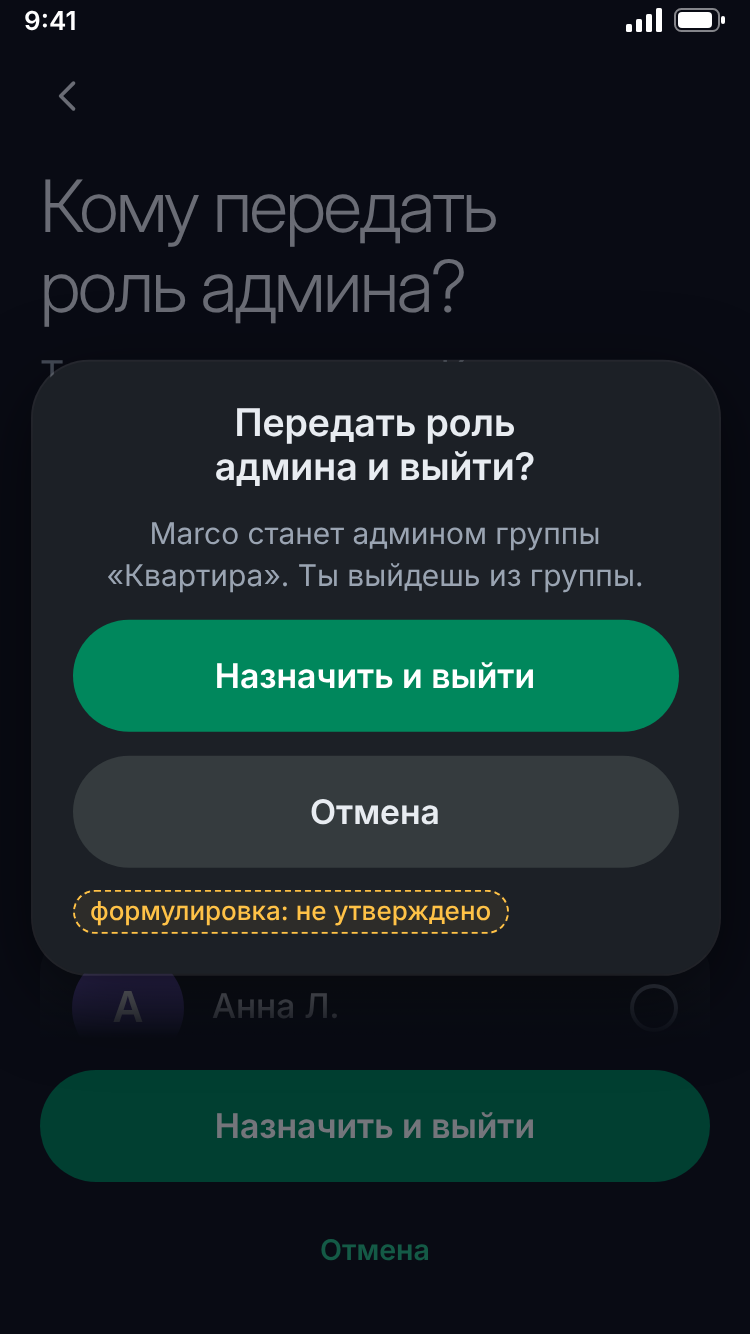 9:41
Кому передать
роль админа?
Передать роль
админа и выйти?
Marco станет админом группы
«Квартира». Ты выйдешь из группы.
Назначить и выйти
Отмена
формулировка: не утверждено
А
Анна Л.
Назначить и выйти
Отмена